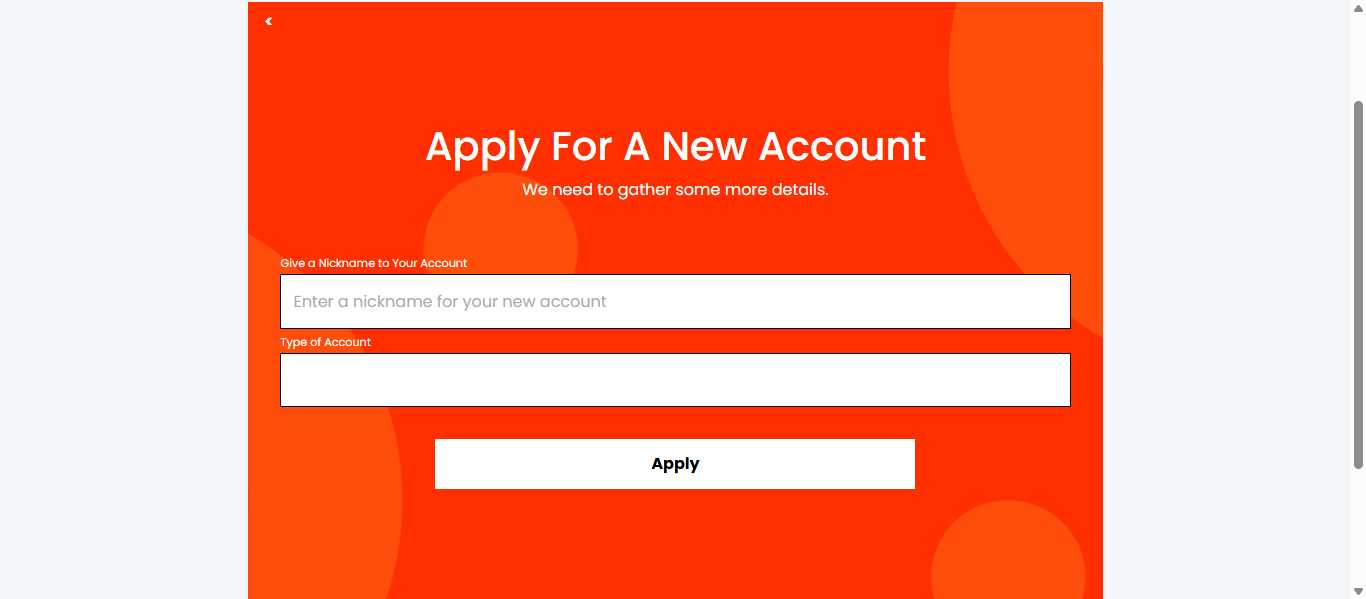 <
Apply For A New Account
We need to gather some more details.
Give a Nickname to Your Account
Enter a nickname for your new account
Type of Account
Apply